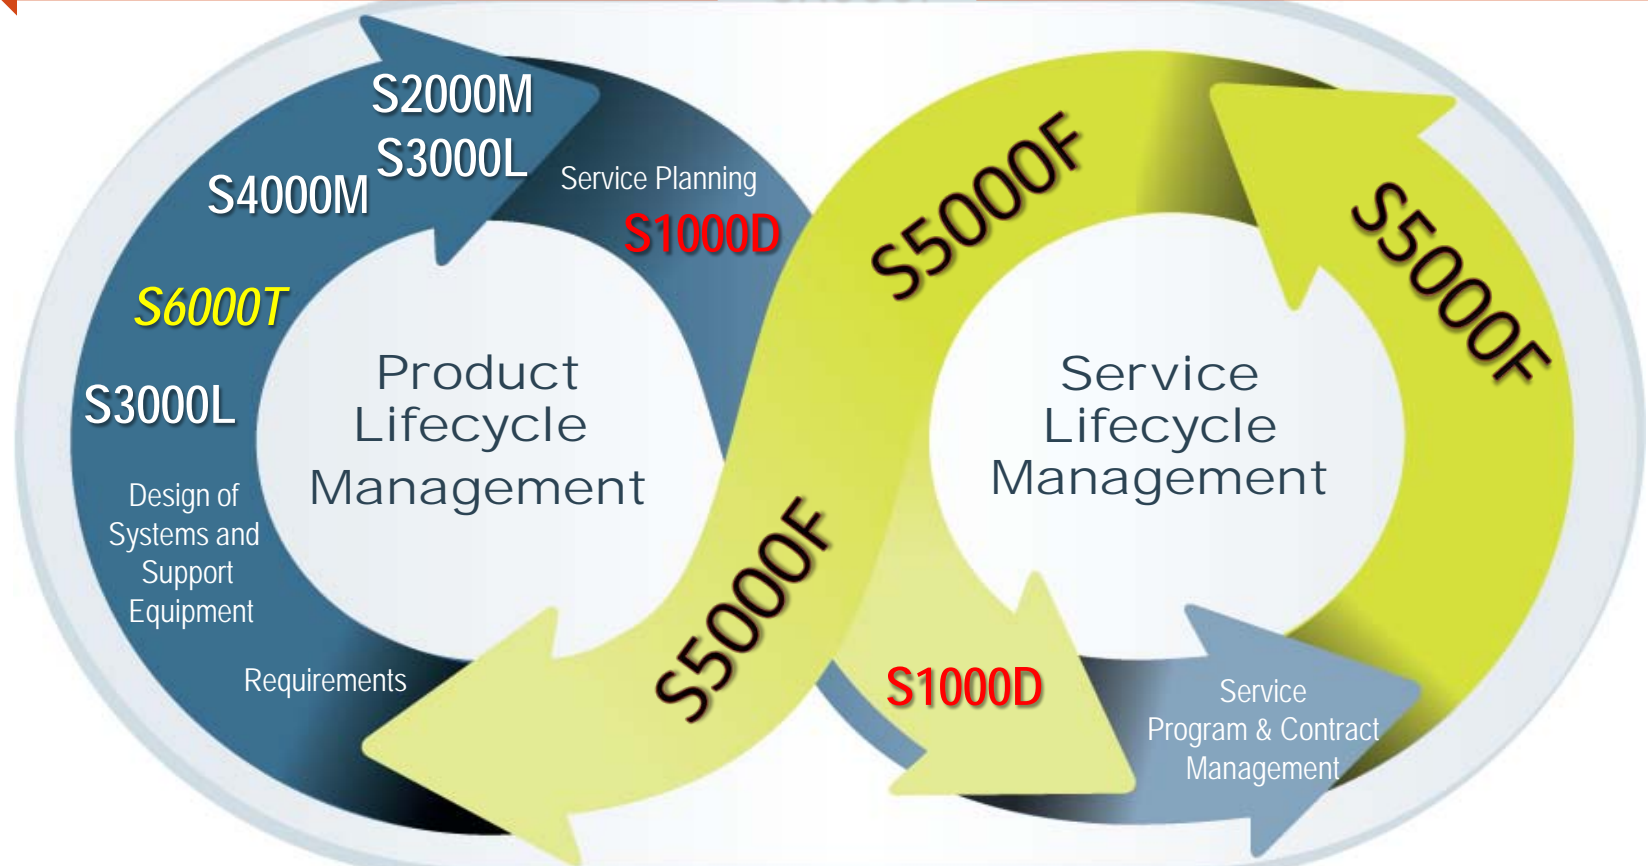 S2000M
S3000L
S4000M
Service Planning
S1000D
S6000T
S3000L
Design of
Systems and
Support
Equipment
Requirements
Product
Lifecycle
Management
S5000F
S5000F
S5000F
Service
Lifecycle
Management
S1000D
Service
Program & Contract
Management